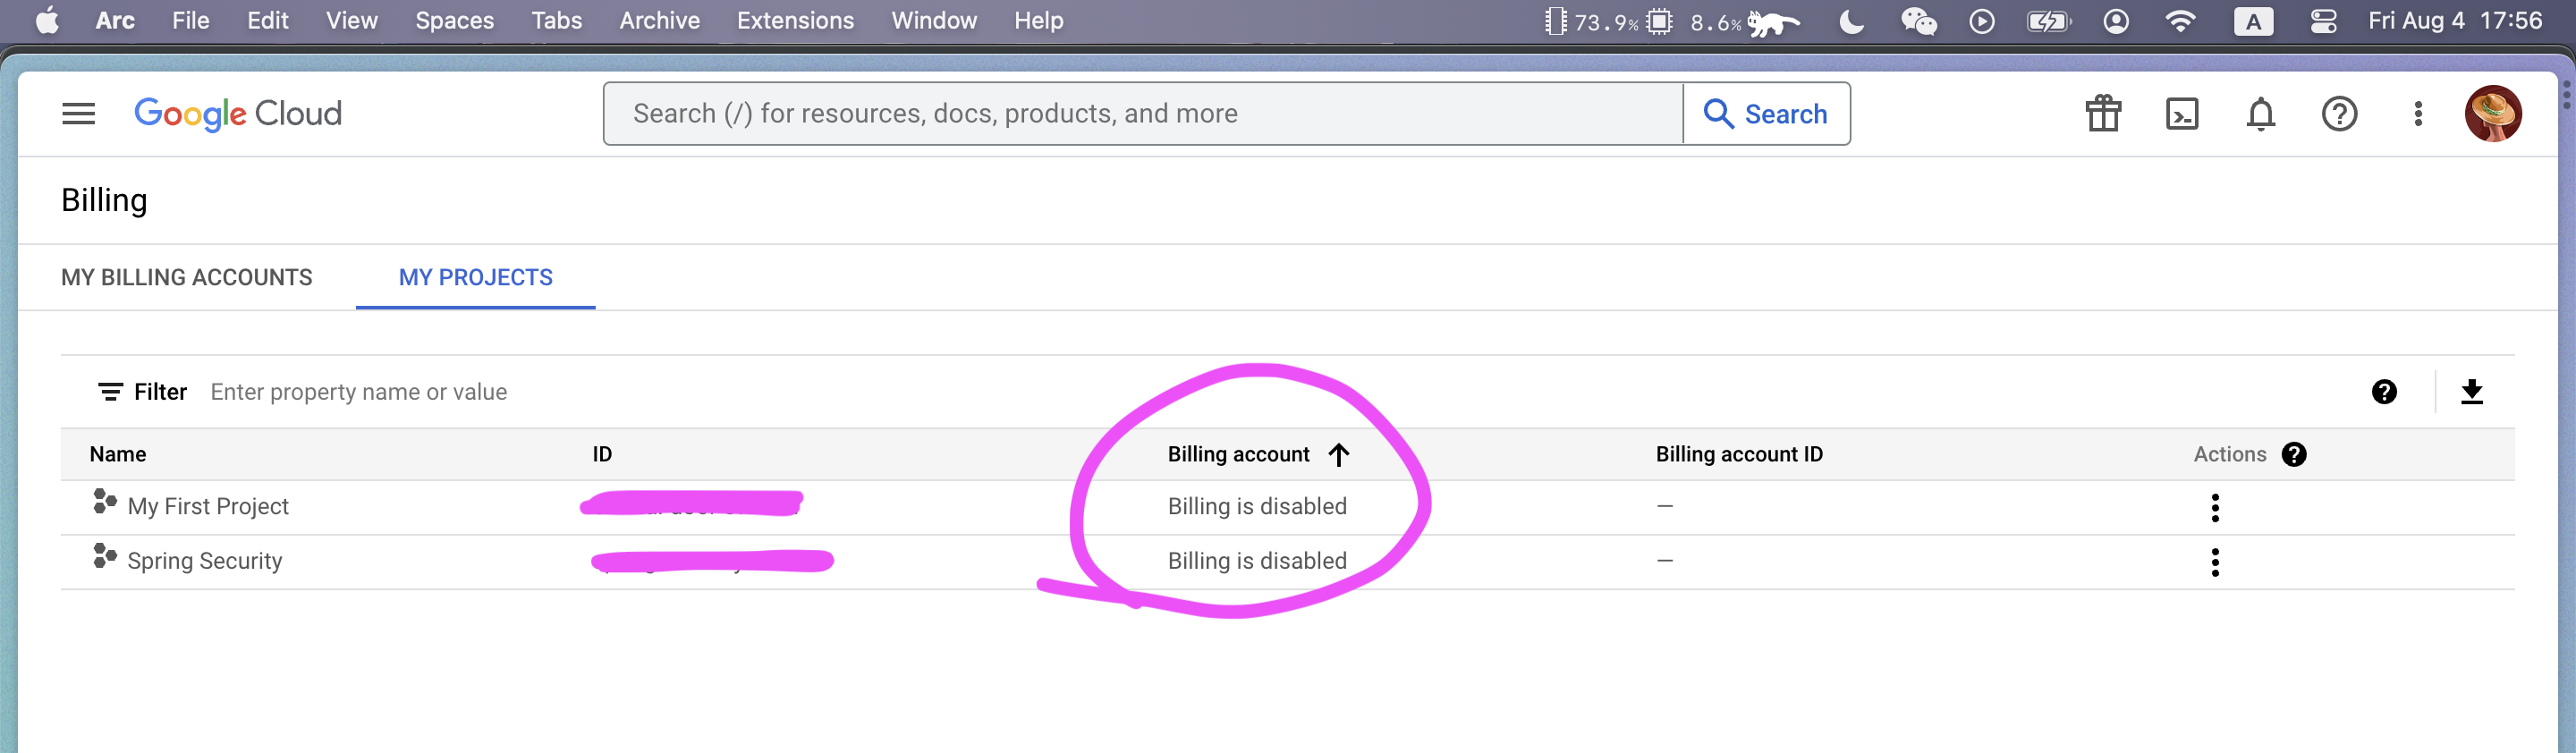 Arc File Edit View Spaces Tabs Archive Extensions Window Help 73.9% 8.6% A Fri Aug 4 17:56
Google Cloud Search (/) for resources, docs, products, and more Search
Billing
MY BILLING ACCOUNTS MY PROJECTS
Filter Enter property name or value
Name ID Billing account Billing account ID Actions
My First Project Billing is disabled —
Spring Security Billing is disabled —